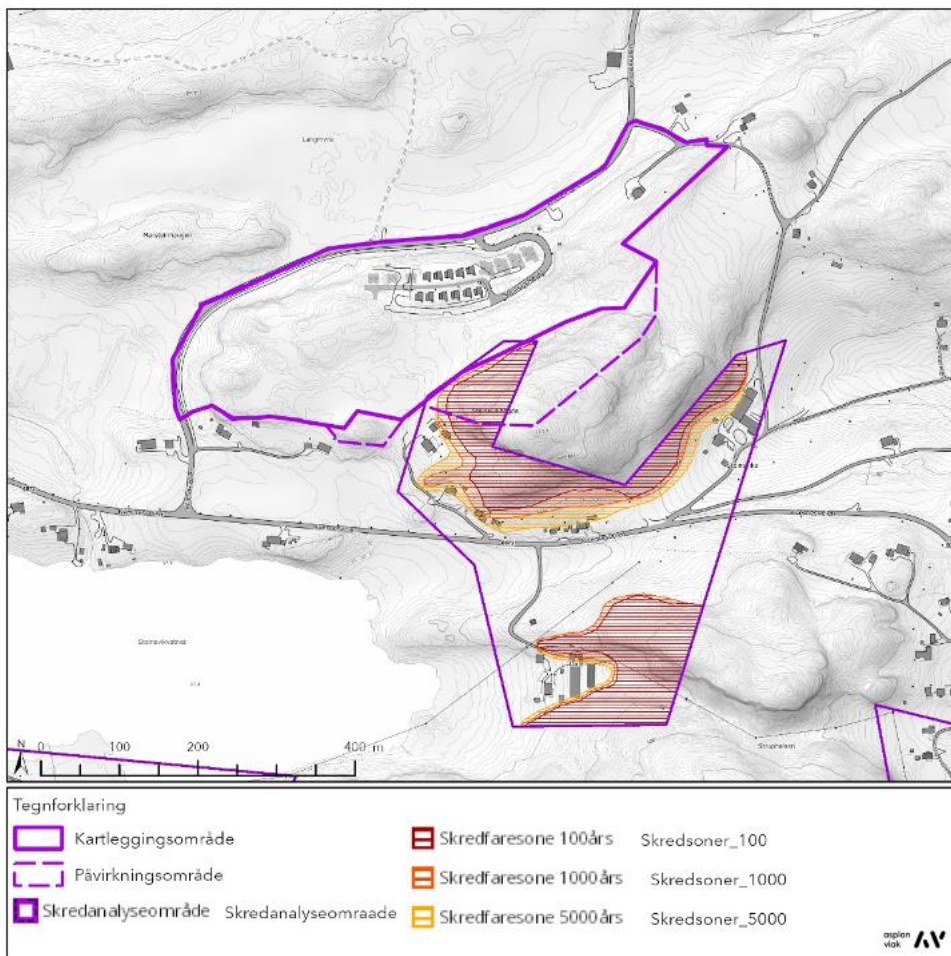 Langmyra
Steinsvikvatnet
0 100 200 400 m
N
Tegnforklaring
Kartleggingsområde
Påvirkningsområde
Skredanalyseområde Skredanalyseomraade
Skredfaresone 100års Skredsoner_100
Skredfaresone 1000års Skredsoner_1000
Skredfaresone 5000års Skredsoner_5000
asplan
viak